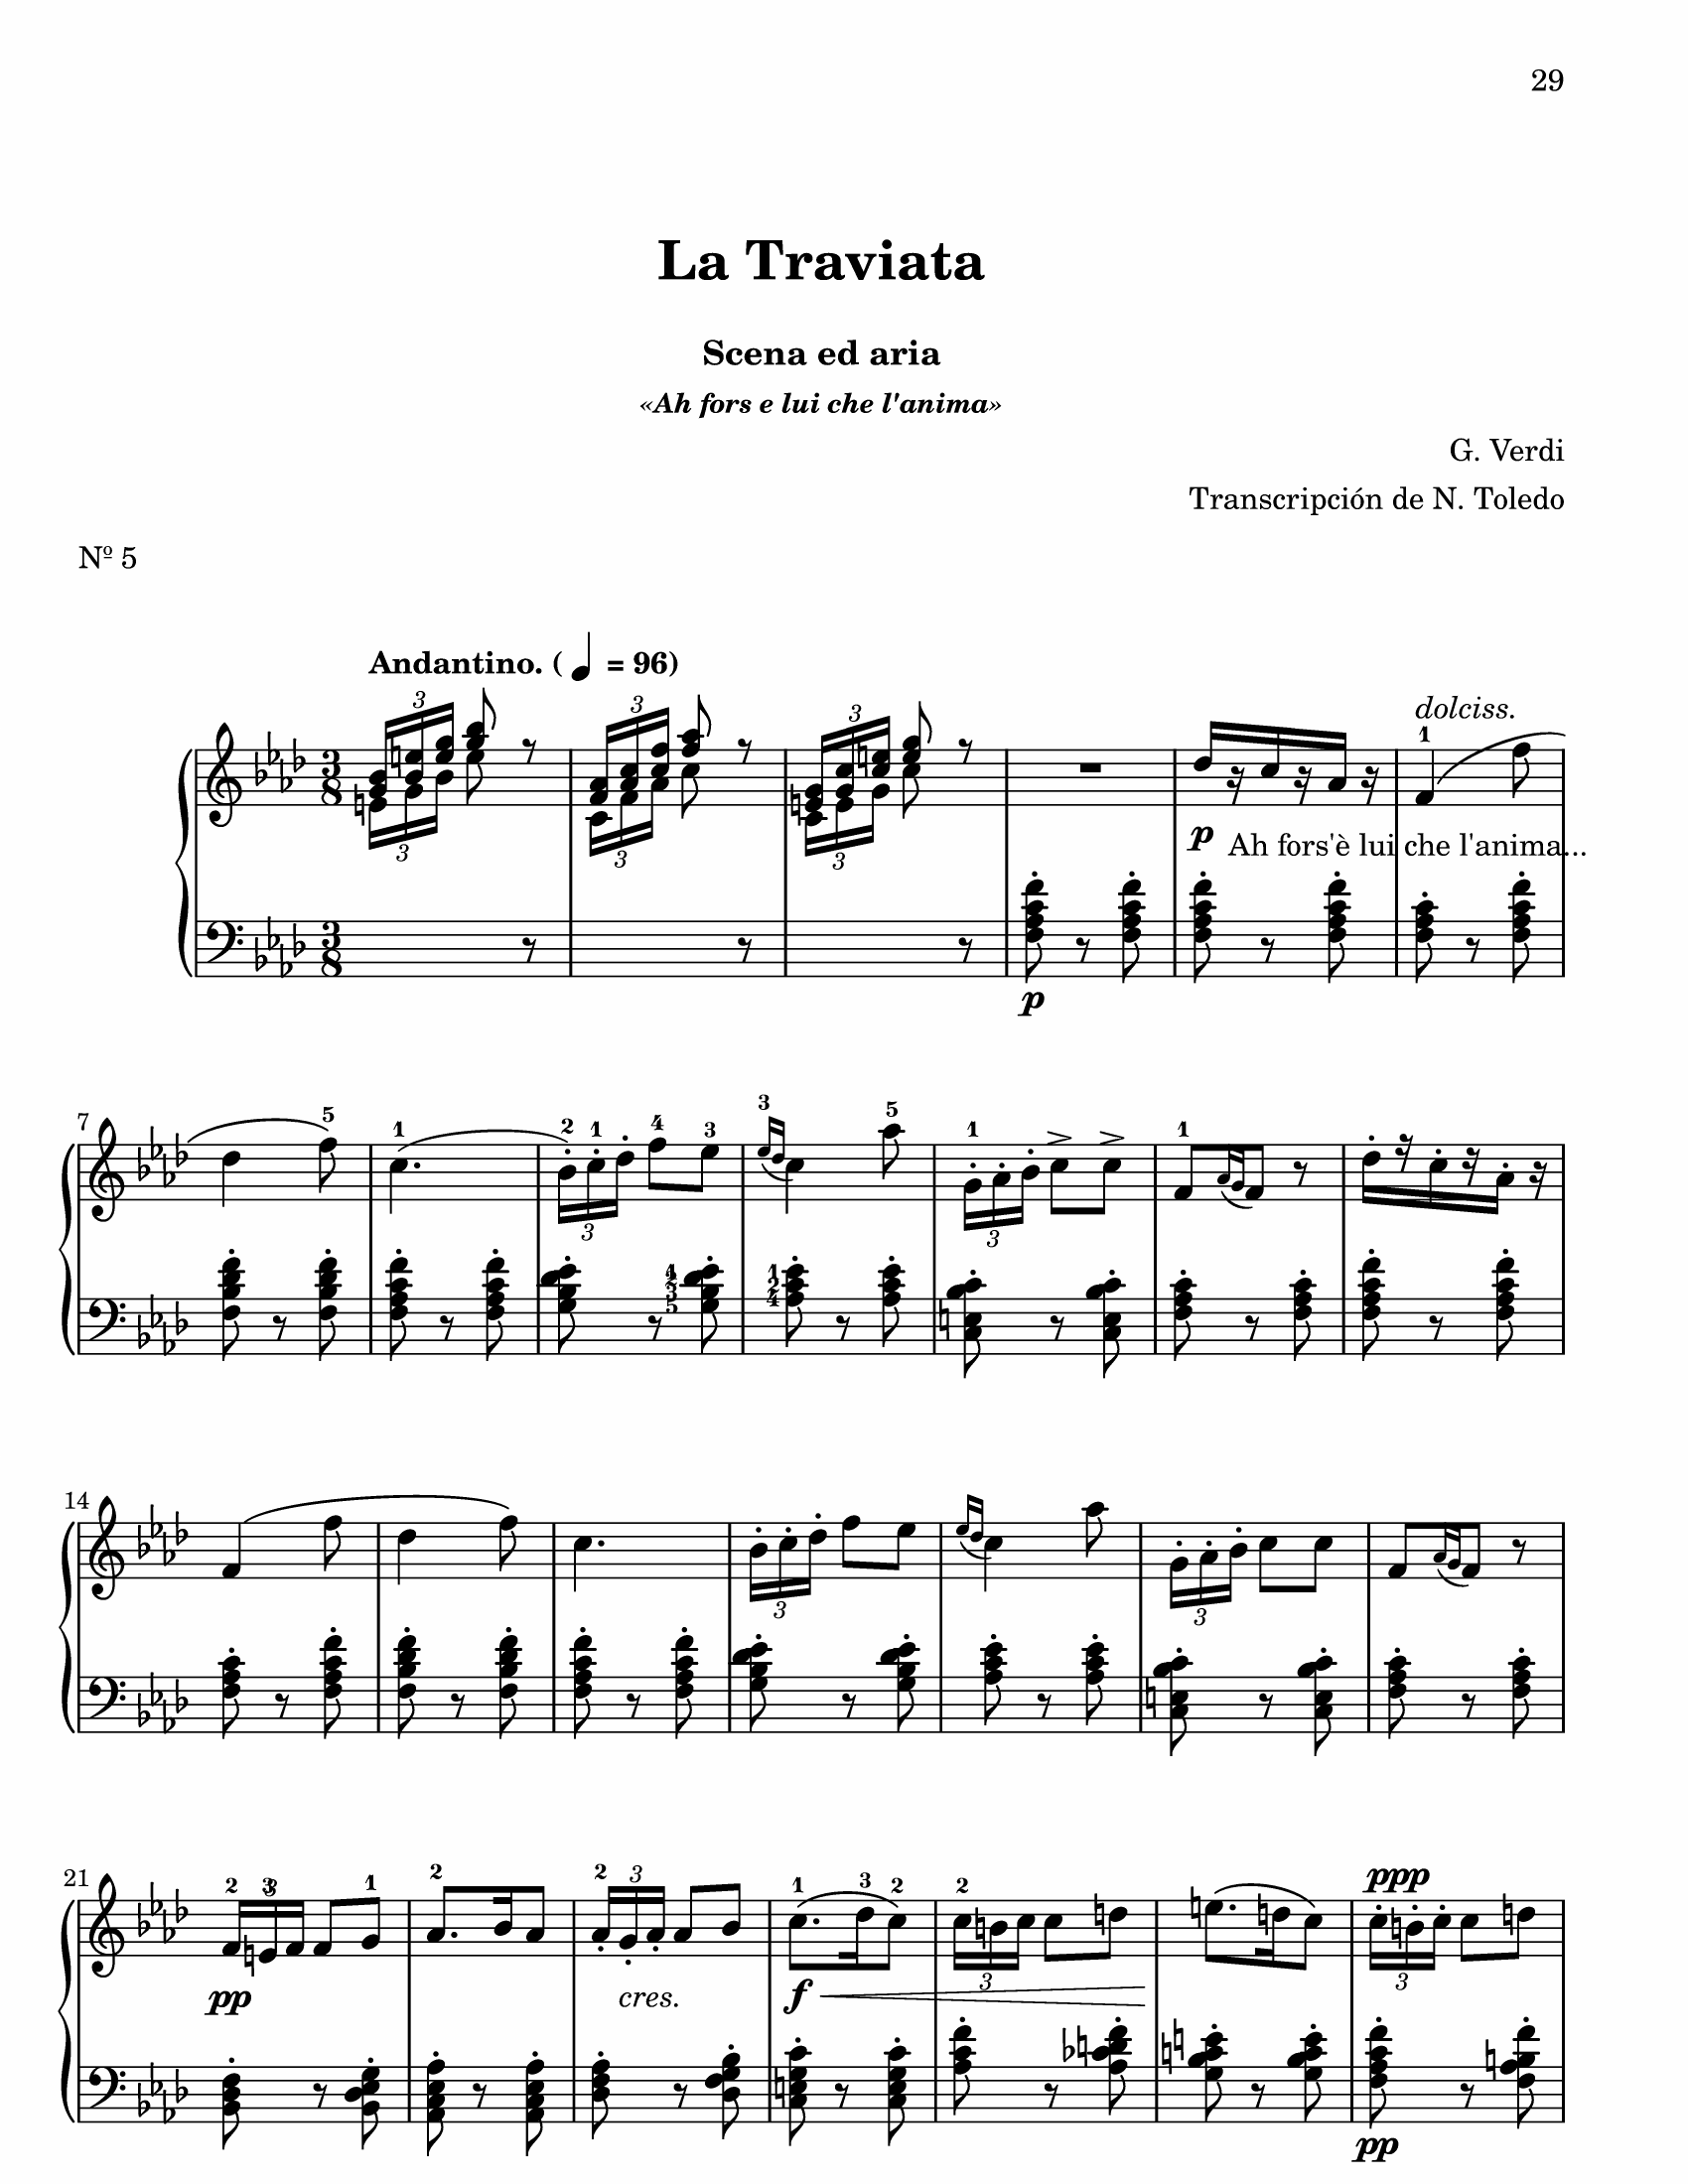 29
La Traviata
Scena ed aria
«Ah fors e lui che l'anima»
G. Verdi
Transcripción de N. Toledo
Nº 5
Andantino. ( ♩ = 96)
3 3 3 dolciss.
1
3 3 3
p Ah fors'è lui che l'anima...
3
8
3
8
p
7
5 1 2 1 4 3 3 5 1 1
3 3
4 2 3 5 1 2 4
14
3 3
21
2 3 1 2 2 3 1 3 2 2 ppp
3 3
pp cres. f
pp